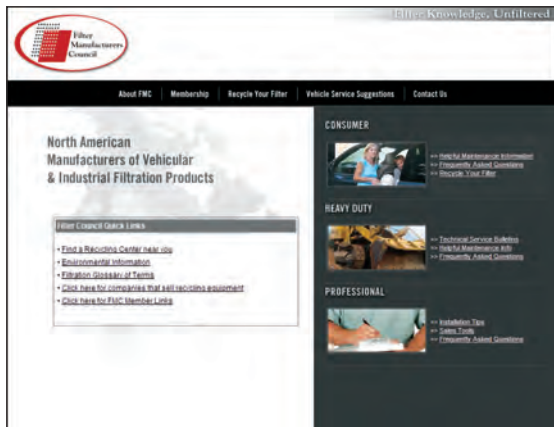 Filter Knowledge, Unfiltered
Filter
Manufacturers
Council
About FMC | Membership | Recycle Your Filter | Vehicle Service Suggestions | Contact Us
North American
Manufacturers of Vehicular
& Industrial Filtration Products
Filter Council Quick Links
• Find a Recycling Center near you
• Environmental Information
• Filtration Glossary of Terms
• Click here for companies that sell recycling equipment
• Click here for FMC Member Links
CONSUMER
>> Helpful Maintenance Information
>> Frequently Asked Questions
>> Recycle Your Filter
HEAVY DUTY
>> Technical Service Bulletins
>> Helpful Maintenance Info
>> Frequently Asked Questions
PROFESSIONAL
>> Installation Tips
>> Sales Tools
>> Frequently Asked Questions